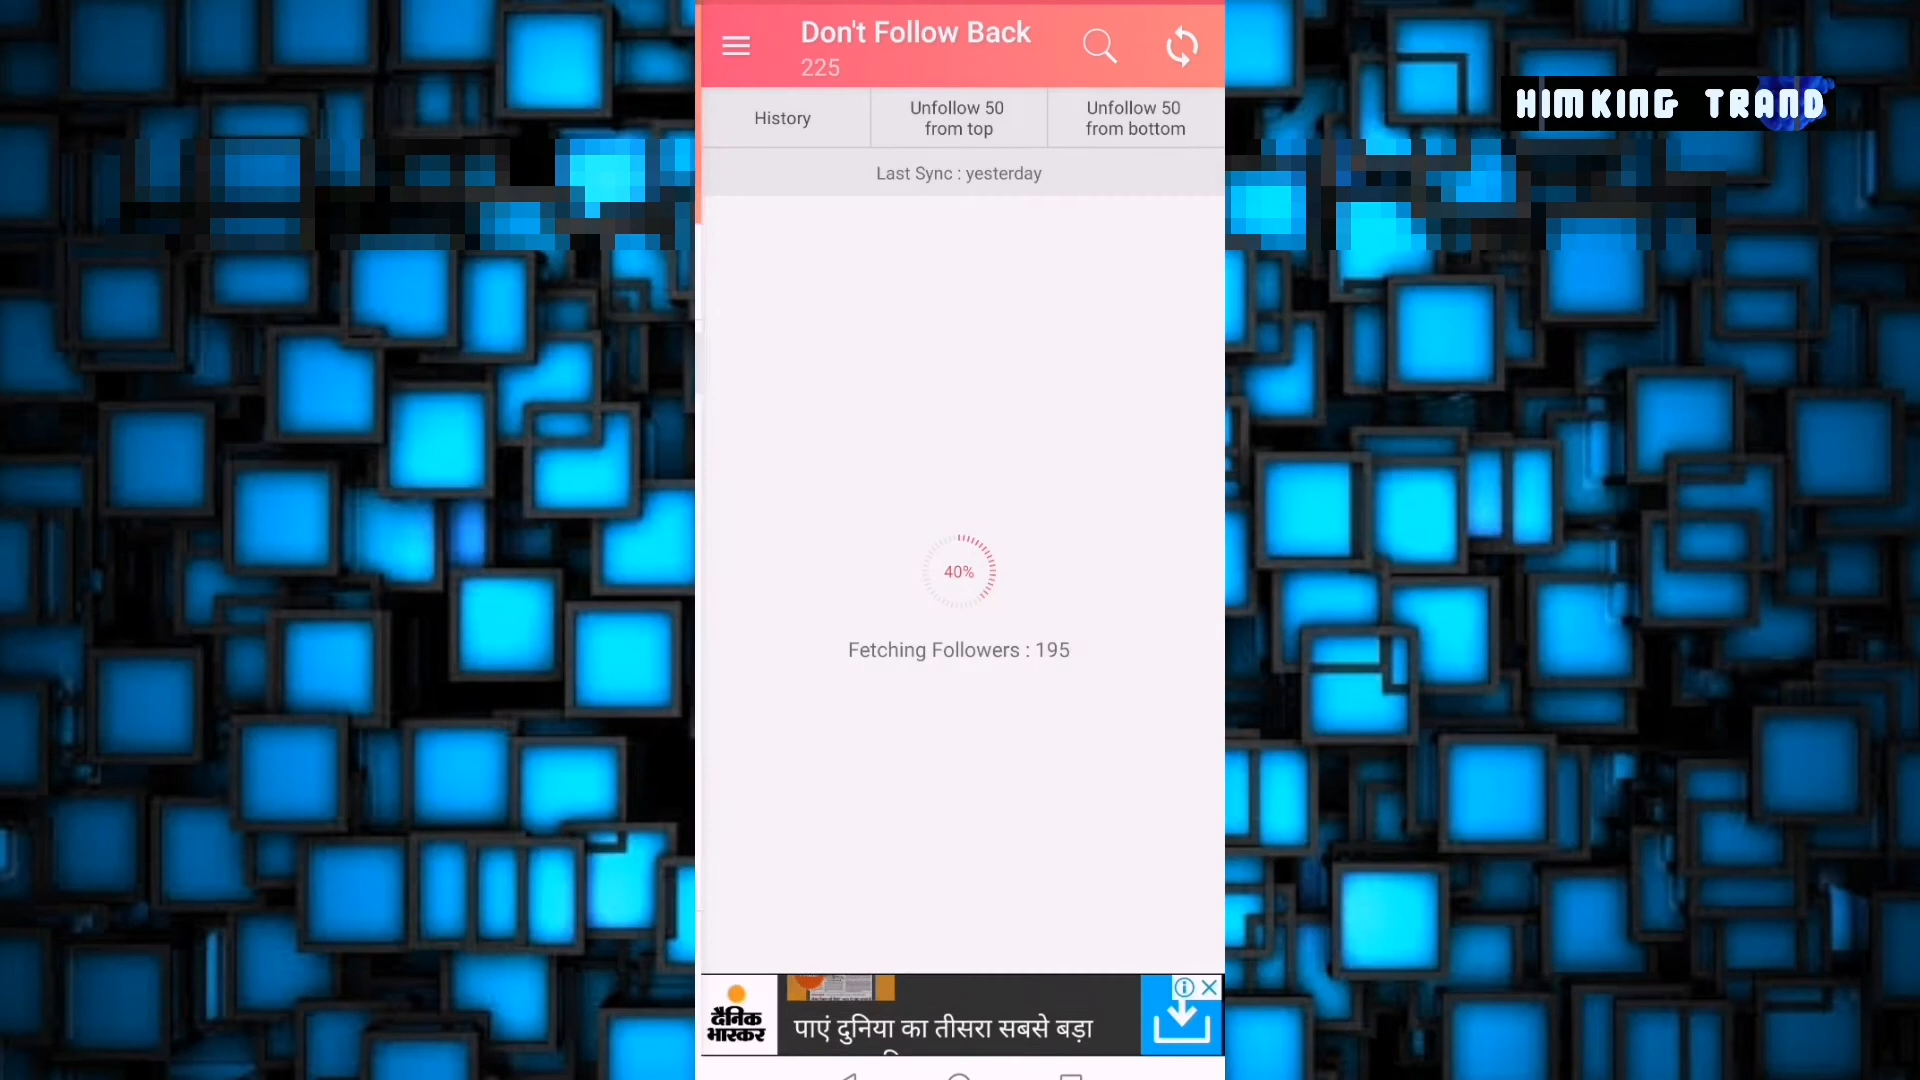 Don't Follow Back
225
HIMKING TRAND
History
Unfollow 50
from top
Unfollow 50
from bottom
Last Sync : yesterday
40%
Fetching Followers : 195
दैनिक
भास्कर
पाएं दुनिया का तीसरा सबसे बड़ा